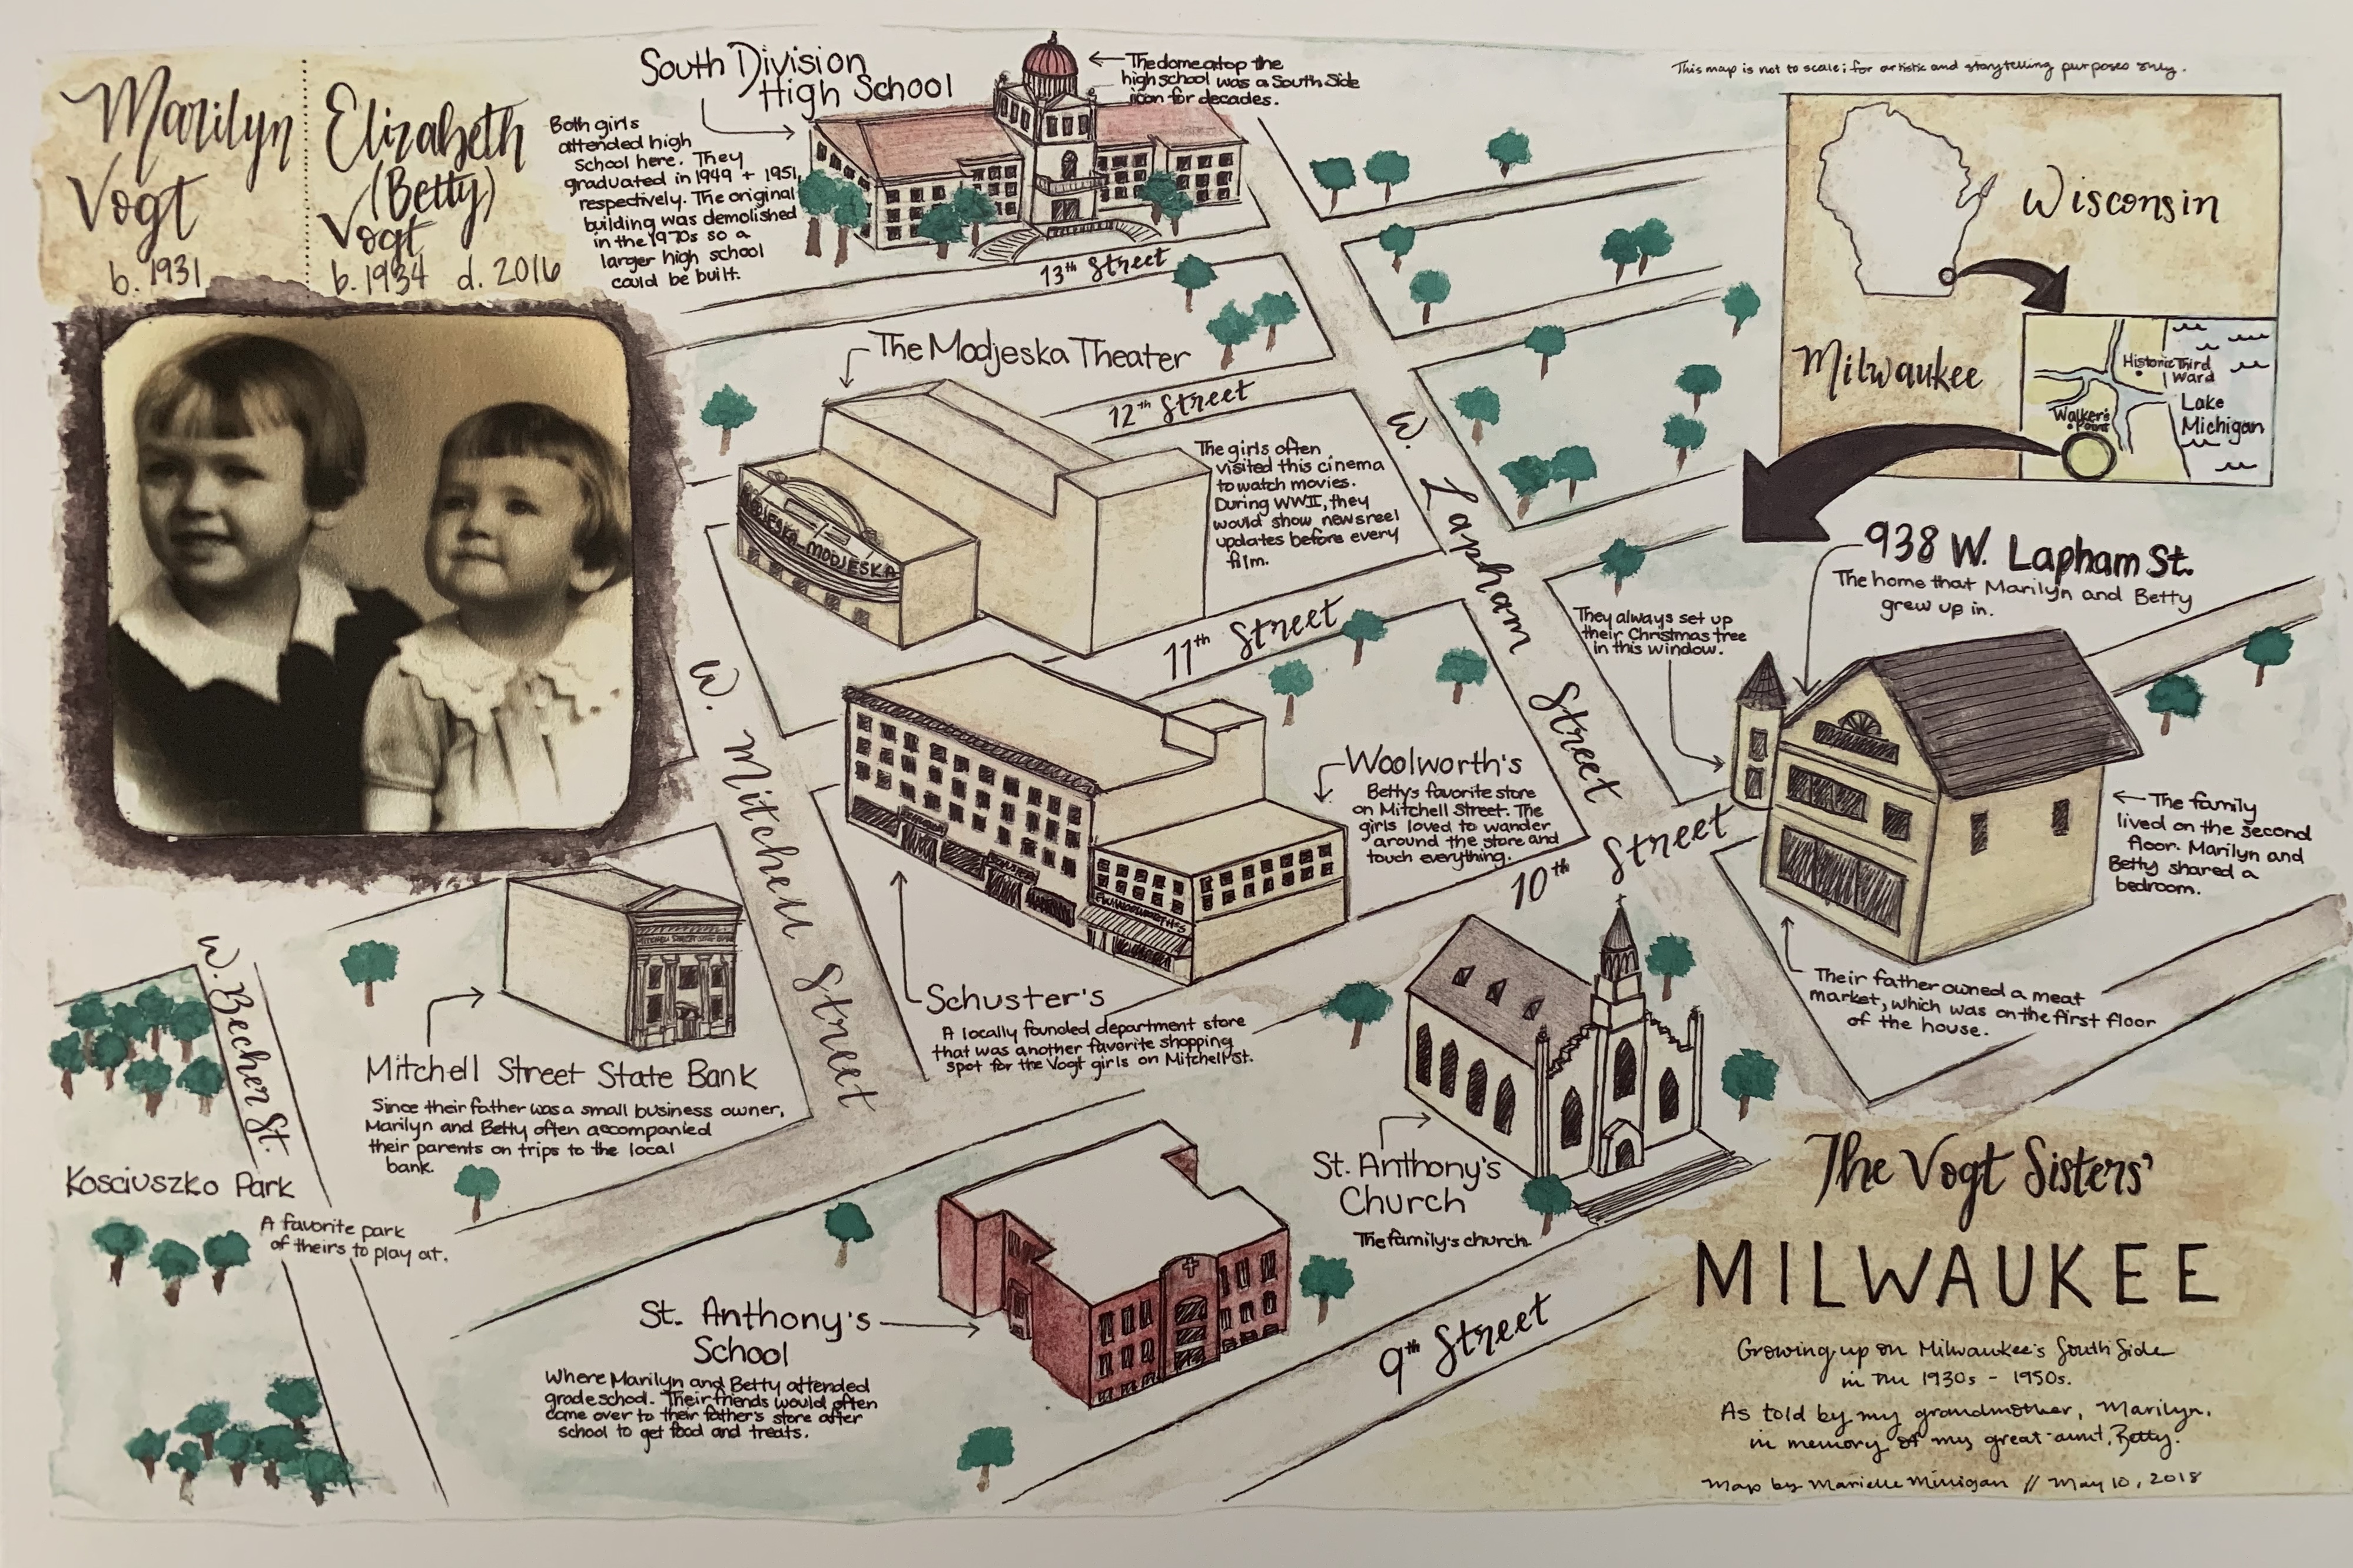 Marilyn
Vogt
b. 1931
Elizabeth
(Betty)
Vogt
b. 1934 d. 2016
South Division
High School
Both girls
attended high
school here. They
graduated in 1949 + 1951,
respectively. The original
building was demolished
in the 1970s so a
larger high school
could be built.
The dome atop the
high school was a South Side
icon for decades.
This map is not to scale; for artistic and storytelling purposes only.
Wisconsin
Milwaukee
Historic Third
Ward
Walker's
Point
Lake
Michigan
13th Street
The Modjeska Theater
12th Street
MODJESKA
The girls often
visited this cinema
to watch movies.
During WWII, they
would show newsreel
updates before every
film.
W. Lapham Street
11th Street
938 W. Lapham St.
The home that Marilyn and Betty
grew up in.
They always set up
their Christmas tree
in this window.
The family
lived on the second
floor. Marilyn and
Betty shared a
bedroom.
Their father owned a meat
market, which was on the first floor
of the house.
W. Mitchell Street
Woolworth's
Betty's favorite store
on Mitchell Street. The
girls loved to wander
around the store and
touch everything.
F.W. WOOLWORTH
10th Street
Schuster's
A locally founded department store
that was another favorite shopping
spot for the Vogt girls on Mitchell St.
MITCHELL STREET STATE BANK
Mitchell Street State Bank
Since their father was a small business owner,
Marilyn and Betty often accompanied
their parents on trips to the local
bank.
W. Becher St.
Kosciuszko Park
A favorite park
of theirs to play at.
St. Anthony's
Church
The family's church.
St. Anthony's
School
Where Marilyn and Betty attended
grade school. Their friends would often
come over to their father's store after
school to get food and treats.
9th Street
The Vogt Sisters'
MILWAUKEE
Growing up on Milwaukee's South Side
in the 1930s - 1950s.
As told by my grandmother, Marilyn,
in memory of my great-aunt, Betty.
Map by Marielle Minigan // May 10, 2018